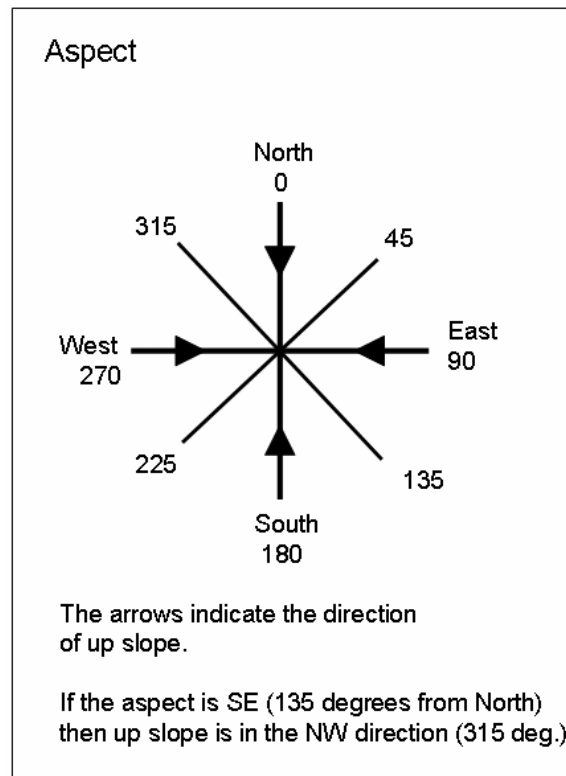 Aspect
North
0
315
45
West
270
East
90
225
135
South
180
The arrows indicate the direction
of up slope.
If the aspect is SE (135 degrees from North)
then up slope is in the NW direction (315 deg.)